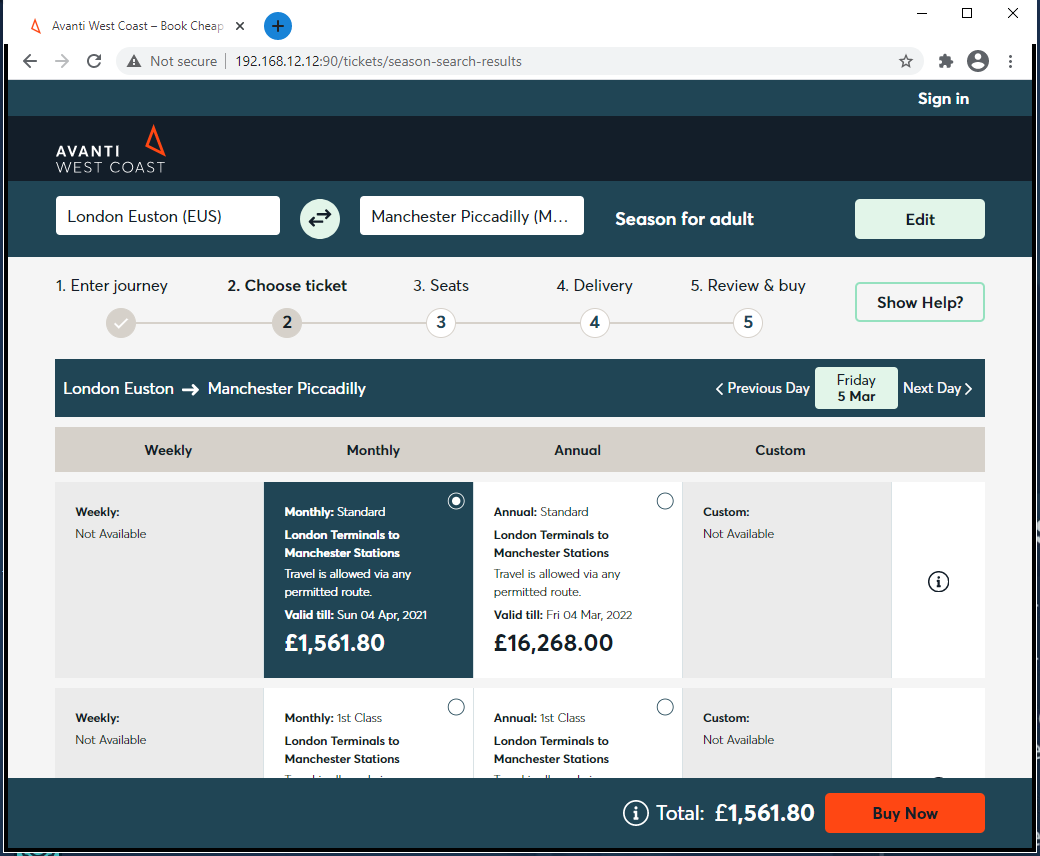 Avanti West Coast – Book Cheap
Not secure | 192.168.12.12:90/tickets/season-search-results
Sign in
AVANTI
WEST COAST
London Euston (EUS)
Manchester Piccadilly (M...
Season for adult
Edit
1. Enter journey
2. Choose ticket
3. Seats
4. Delivery
5. Review & buy
2
3
4
5
Show Help?
London Euston → Manchester Piccadilly
Previous Day
Friday
5 Mar
Next Day
Weekly
Monthly
Annual
Custom
Weekly:
Not Available
Monthly: Standard
London Terminals to
Manchester Stations
Travel is allowed via any
permitted route.
Valid till: Sun 04 Apr, 2021
£1,561.80
Annual: Standard
London Terminals to
Manchester Stations
Travel is allowed via any
permitted route.
Valid till: Fri 04 Mar, 2022
£16,268.00
Custom:
Not Available
Weekly:
Not Available
Monthly: 1st Class
London Terminals to
Manchester Stations
Annual: 1st Class
London Terminals to
Manchester Stations
Custom:
Not Available
Total: £1,561.80
Buy Now